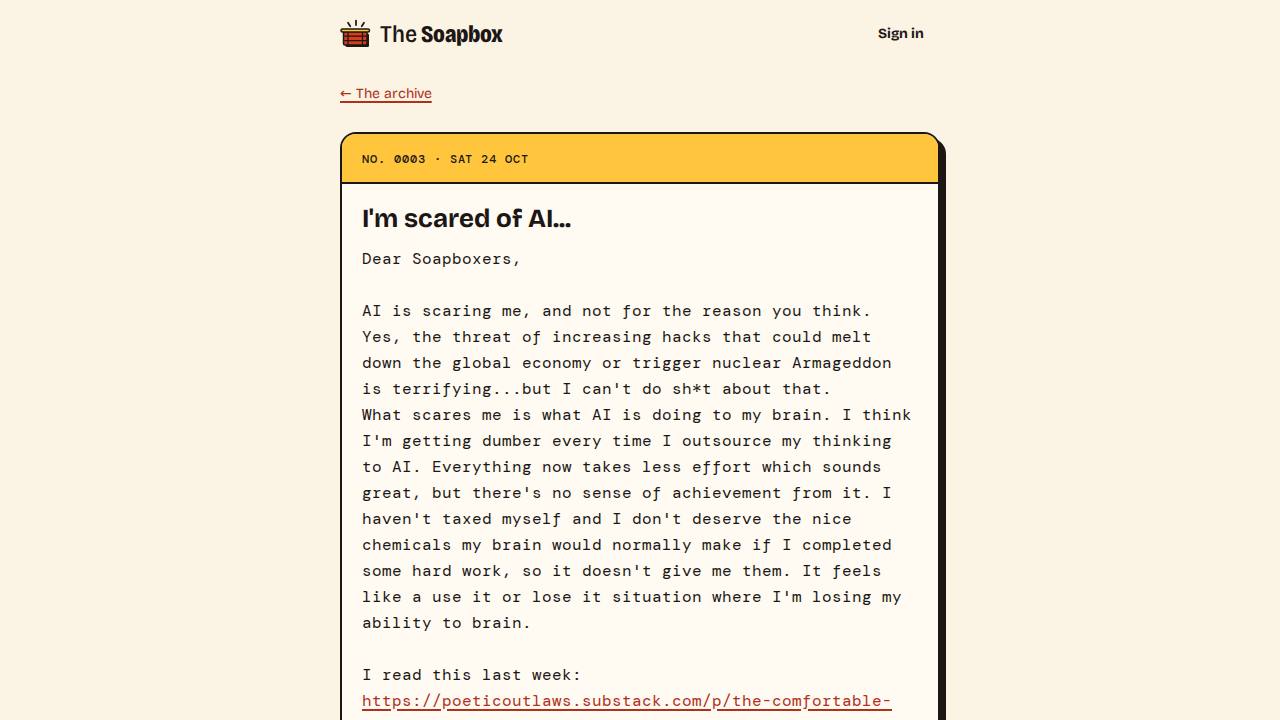 The Soapbox
Sign in
← The archive
NO. 0003 · SAT 24 OCT
I'm scared of AI...
Dear Soapboxers,
AI is scaring me, and not for the reason you think.
Yes, the threat of increasing hacks that could melt
down the global economy or trigger nuclear Armageddon
is terrifying...but I can't do sh*t about that.
What scares me is what AI is doing to my brain. I think
I'm getting dumber every time I outsource my thinking
to AI. Everything now takes less effort which sounds
great, but there's no sense of achievement from it. I
haven't taxed myself and I don't deserve the nice
chemicals my brain would normally make if I completed
some hard work, so it doesn't give me them. It feels
like a use it or lose it situation where I'm losing my
ability to brain.
I read this last week:
https://poeticoutlaws.substack.com/p/the-comfortable-